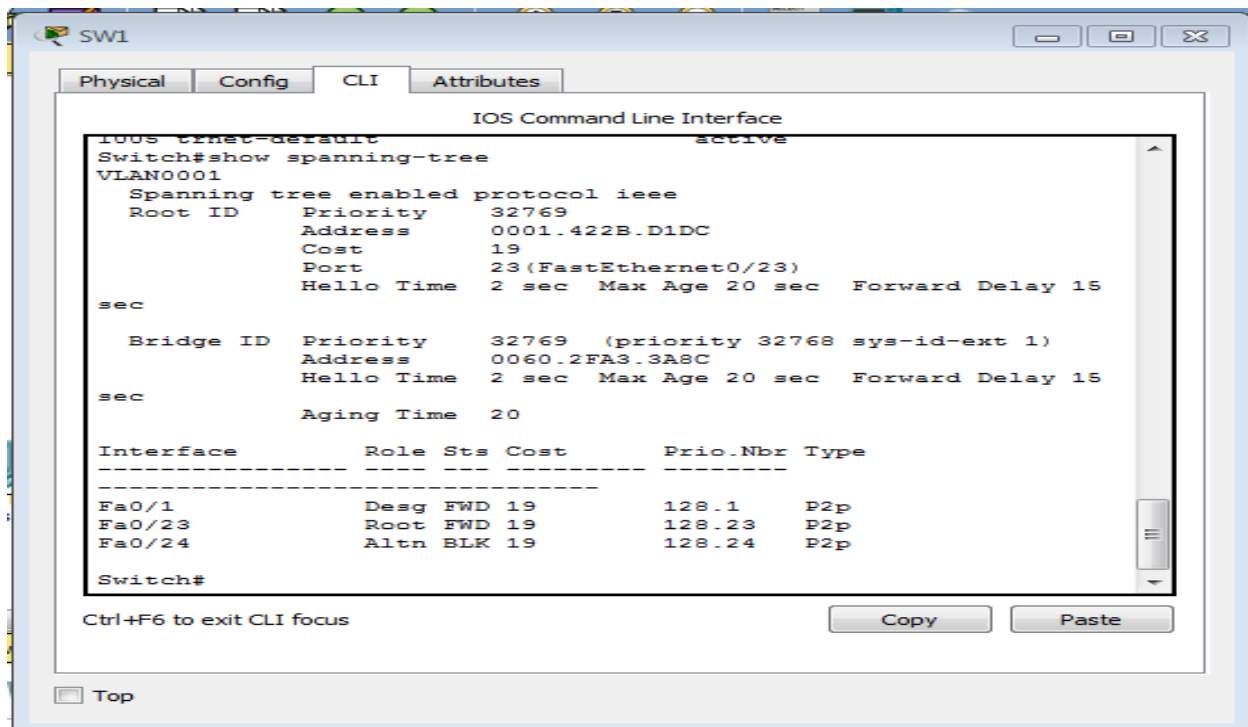 SW1
Physical Config CLI Attributes
IOS Command Line Interface
1005 trnet-default active
Switch#show spanning-tree
VLAN0001
Spanning tree enabled protocol ieee
Root ID Priority 32769
Address 0001.422B.D1DC
Cost 19
Port 23(FastEthernet0/23)
Hello Time 2 sec Max Age 20 sec Forward Delay 15
sec
Bridge ID Priority 32769 (priority 32768 sys-id-ext 1)
Address 0060.2FA3.3A8C
Hello Time 2 sec Max Age 20 sec Forward Delay 15
sec
Aging Time 20
Interface Role Sts Cost Prio.Nbr Type
---------------- ---- --- --------- --------
--------------------------------
Fa0/1 Desg FWD 19 128.1 P2p
Fa0/23 Root FWD 19 128.23 P2p
Fa0/24 Altn BLK 19 128.24 P2p
Switch#
Ctrl+F6 to exit CLI focus
Copy Paste
Top